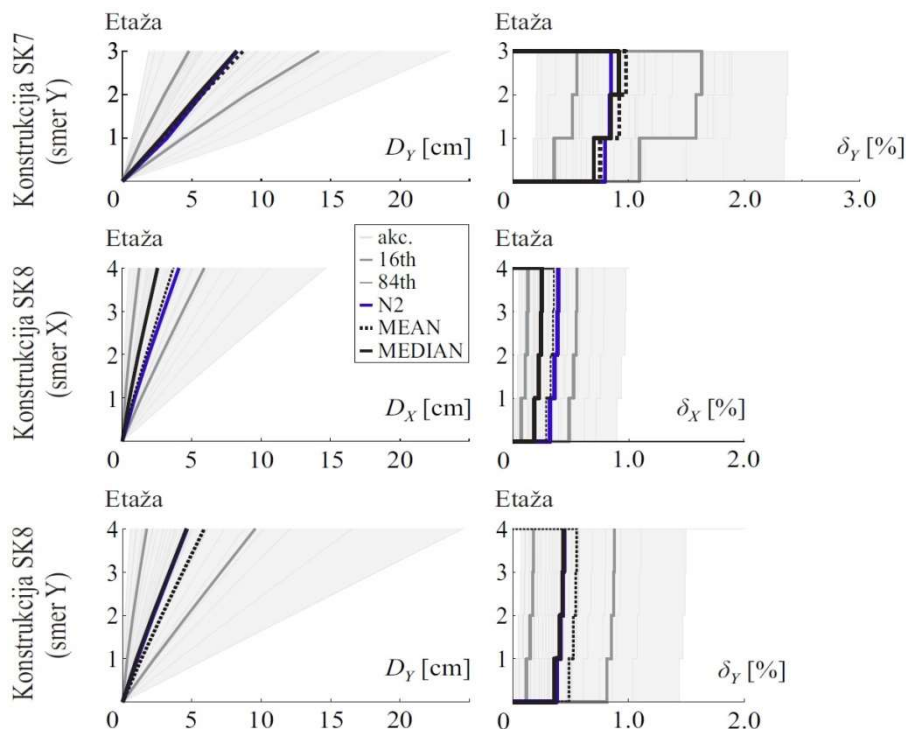 Konstrukcija SK7
(smer Y)
Etaža
3
2
1
0 5 10 15 20
D_Y [cm]
Etaža
3
2
1
0 1.0 2.0 3.0
δ_Y [%]
Konstrukcija SK8
(smer X)
Etaža
4
3
2
1
0 5 10 15 20
D_X [cm]
akc.
16th
84th
N2
MEAN
MEDIAN
Etaža
4
3
2
1
0 1.0 2.0
δ_X [%]
Konstrukcija SK8
(smer Y)
Etaža
4
3
2
1
0 5 10 15 20
D_Y [cm]
Etaža
4
3
2
1
0 1.0 2.0
δ_Y [%]